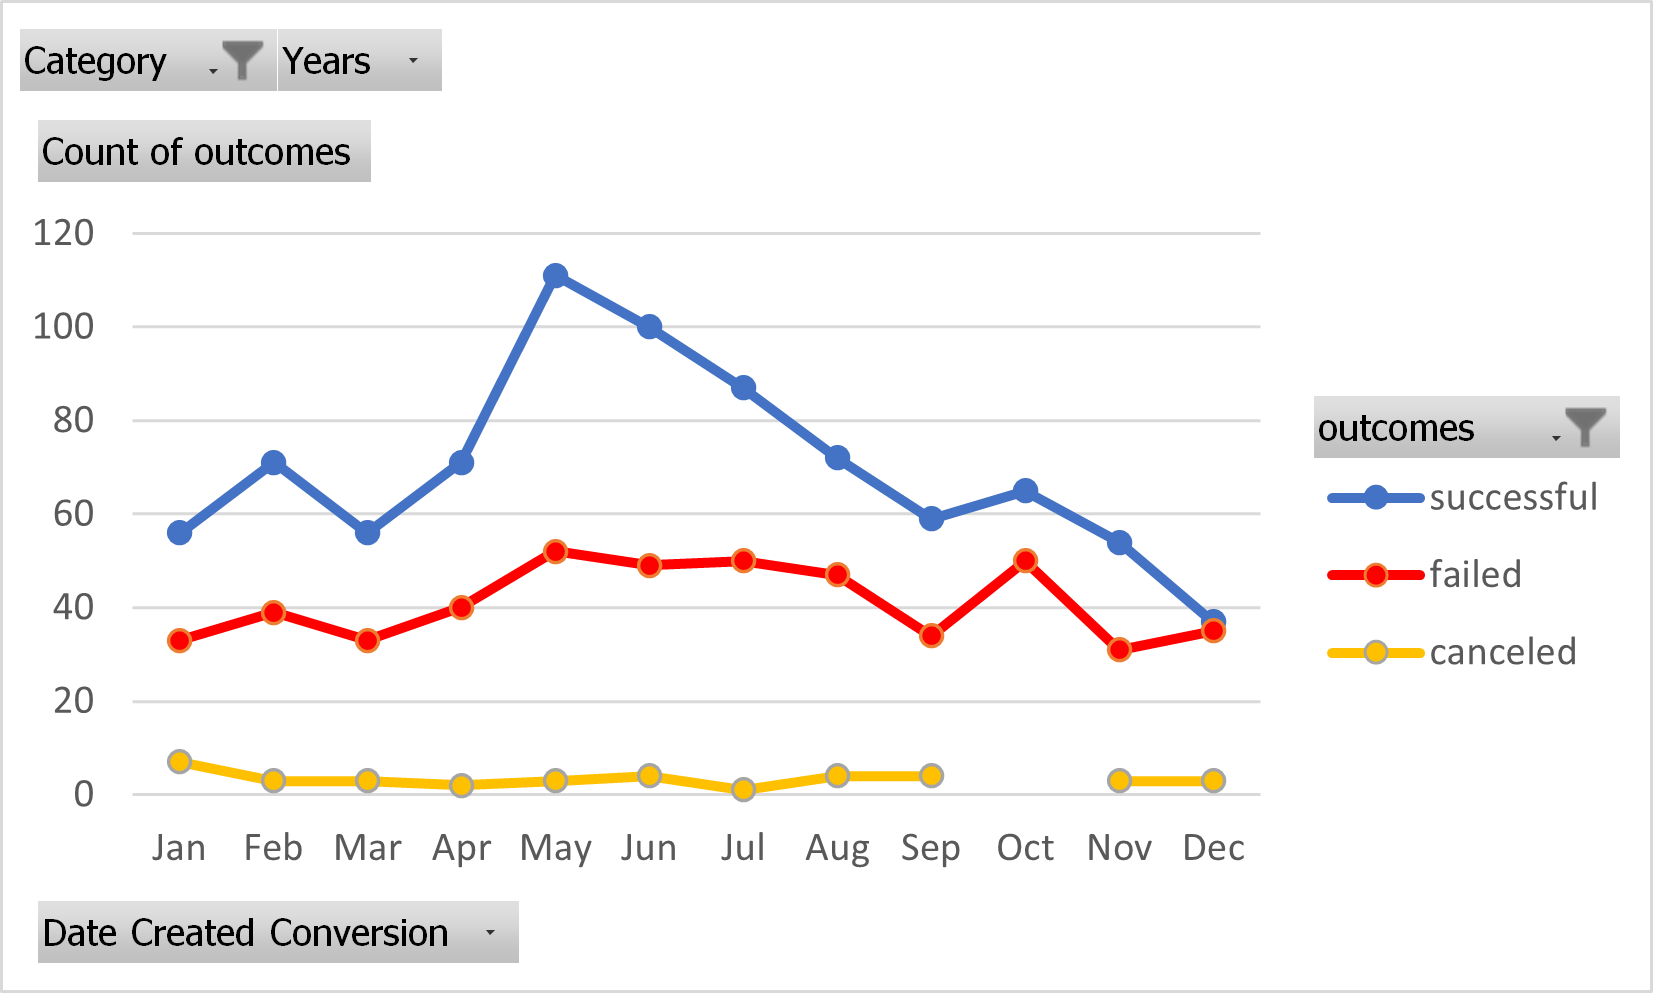 Category Years
Count of outcomes
120
100
80
60
40
20
0
Jan Feb Mar Apr May Jun Jul Aug Sep Oct Nov Dec
outcomes
successful
failed
canceled
Date Created Conversion